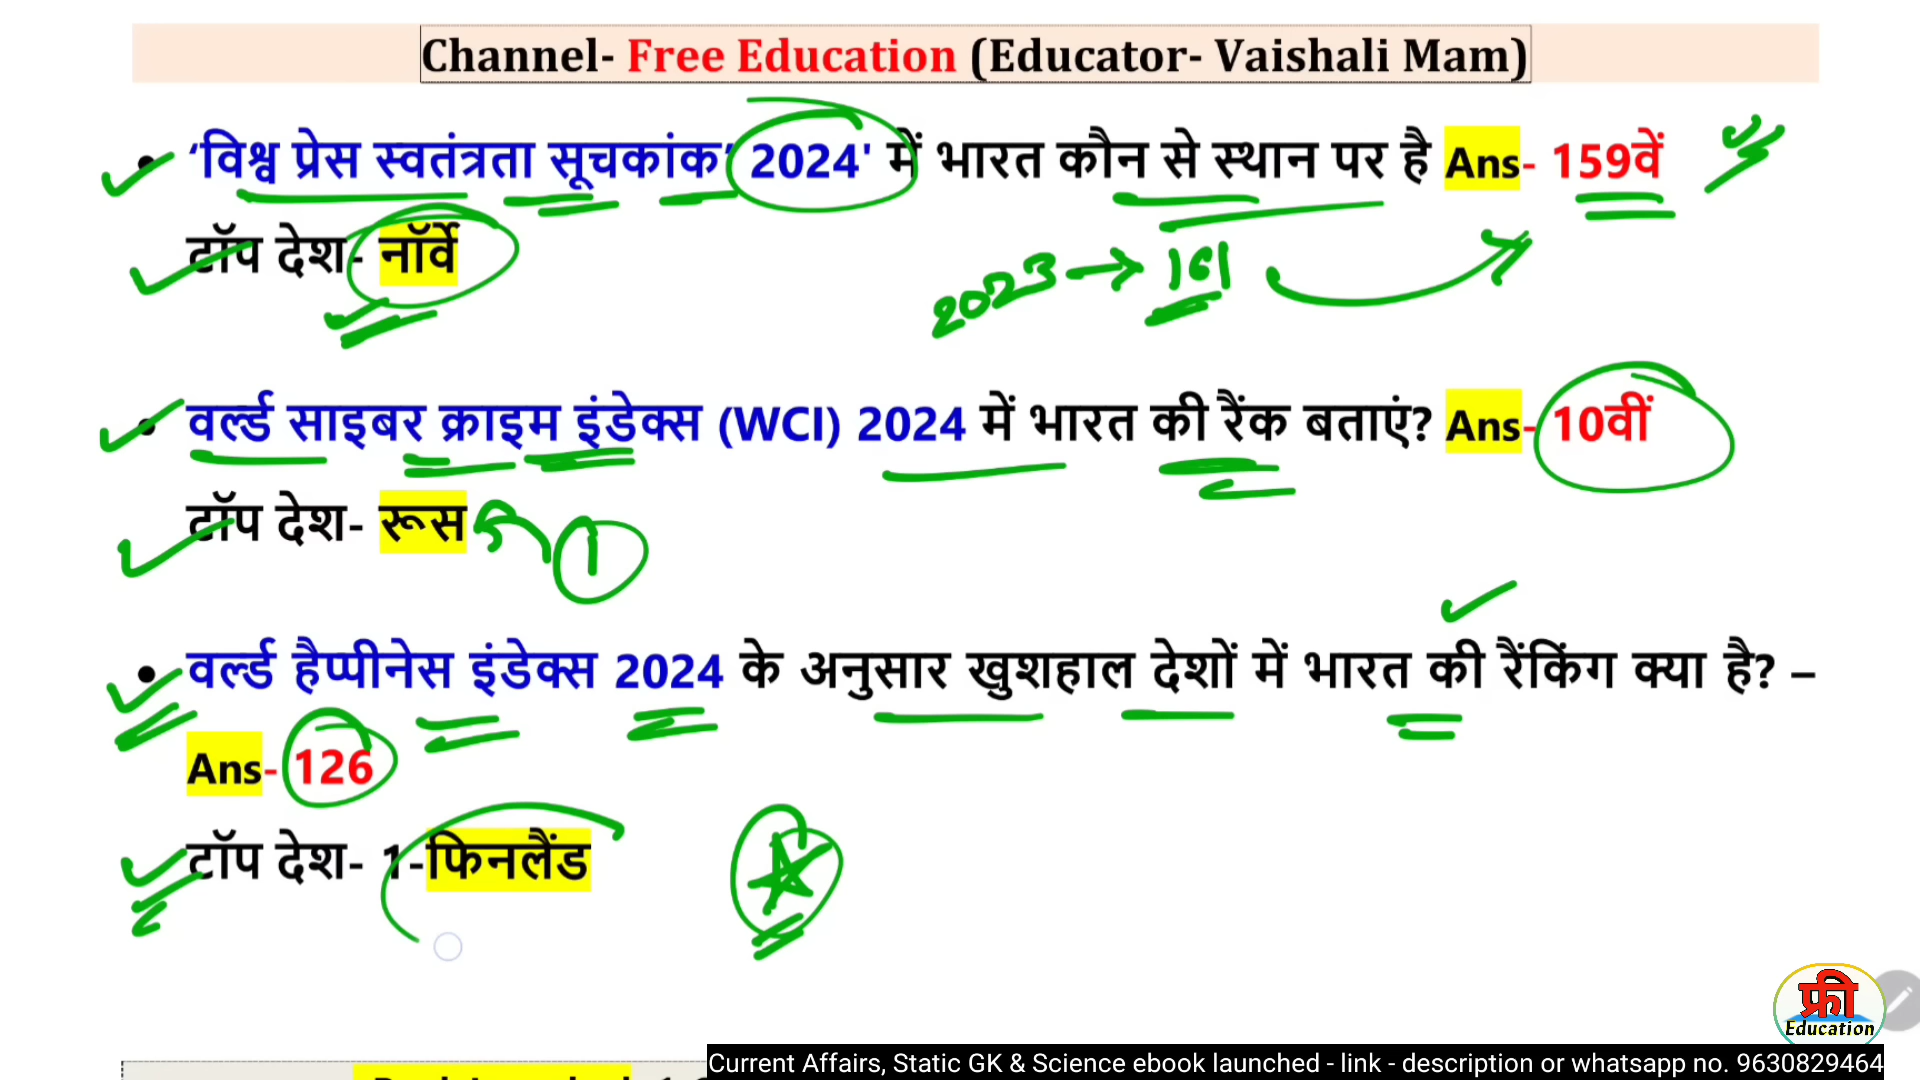 Channel- Free Education (Educator- Vaishali Mam)
• ‘विश्व प्रेस स्वतंत्रता सूचकांक’ 2024' में भारत कौन से स्थान पर है Ans- 159वें
टॉप देश- नॉर्वे
2023 → 161
• वर्ल्ड साइबर क्राइम इंडेक्स (WCI) 2024 में भारत की रैंक बताएं? Ans- 10वीं
टॉप देश- रूस
1
• वर्ल्ड हैप्पीनेस इंडेक्स 2024 के अनुसार खुशहाल देशों में भारत की रैंकिंग क्या है? –
Ans- 126
टॉप देश- 1-फिनलैंड
फ्री
Education
Current Affairs, Static GK & Science ebook launched - link - description or whatsapp no. 9630829464